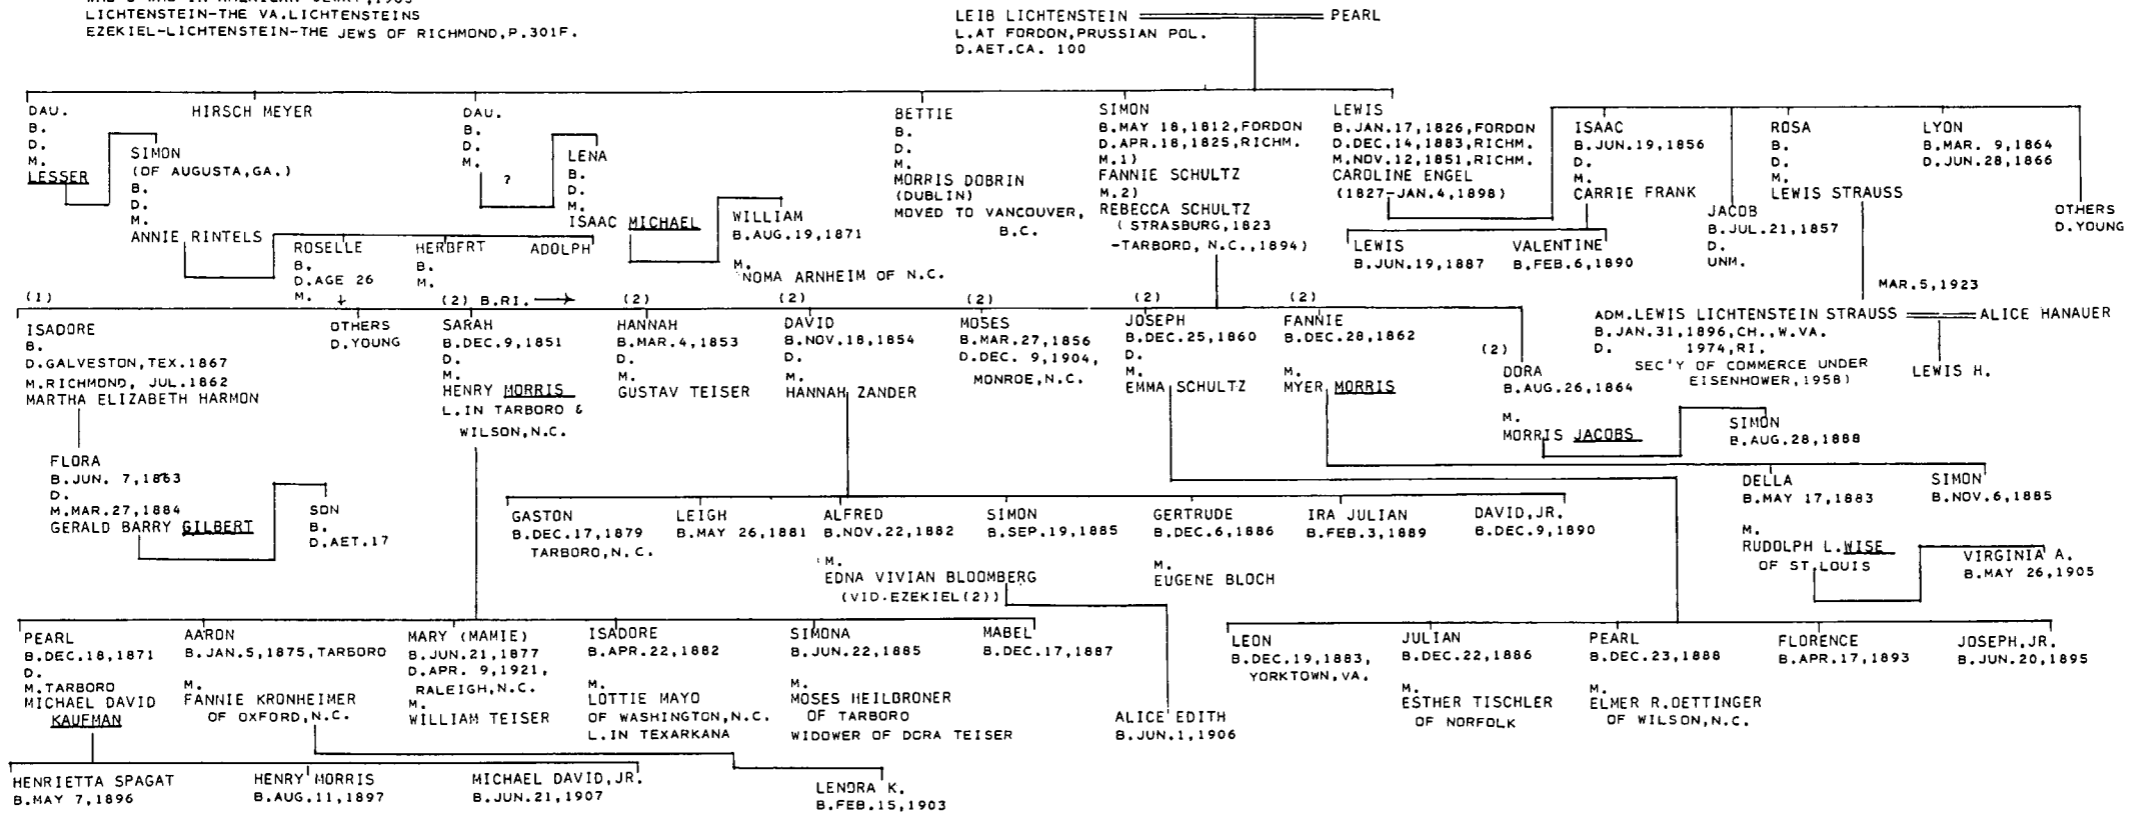 LICHTENSTEIN-THE VA.LICHTENSTEINS
EZEKIEL-LICHTENSTEIN-THE JEWS OF RICHMOND,P.301F.
LEIB LICHTENSTEIN
PEARL
L.AT FORDON,PRUSSIAN POL.
D.AET.CA. 100
DAU.
B.
D.
M.
LESSER
SIMON
(OF AUGUSTA,GA.)
B.
D.
M.
ANNIE RINTELS
HIRSCH MEYER
DAU.
B.
D.
M.
?
LENA
B.
D.
M.
ISAAC MICHAEL
WILLIAM
B.AUG.19,1871
M.
NOMA ARNHEIM OF N.C.
BETTIE
B.
D.
M.
MORRIS DOBRIN
(DUBLIN)
MOVED TO VANCOUVER,
B.C.
SIMON
B.MAY 18,1812,FORDON
D.APR.18,1825,RICHM.
M.1)
FANNIE SCHULTZ
M.2)
REBECCA SCHULTZ
(STRASBURG,1823
-TARBORO, N.C.,1894)
LEWIS
B.JAN.17,1826,FORDON
D.DEC.14,1883,RICHM.
M.NOV.12,1851,RICHM.
CAROLINE ENGEL
(1827-JAN.4,1898)
ISAAC
B.JUN.19,1856
D.
M.
CARRIE FRANK
LEWIS
B.JUN.19,1887
VALENTINE
B.FEB.6,1890
JACOB
B.JUL.21,1857
D.
UNM.
ROSA
B.
D.
M.
LEWIS STRAUSS
LYON
B.MAR. 9,1864
D.JUN.28,1866
OTHERS
D.YOUNG
ROSELLE
B.
D.AGE 26
M.
HERBERT
B.
M.
ADOLPH
MAR.5,1923
ADM.LEWIS LICHTENSTEIN STRAUSS
ALICE HANAUER
B.JAN.31,1896,CH.,W.VA.
D. 1974,RI.
SEC'Y OF COMMERCE UNDER
EISENHOWER,1958)
LEWIS H.
(1)
ISADORE
B.
D.GALVESTON,TEX.1867
M.RICHMOND, JUL.1862
MARTHA ELIZABETH HARMON
OTHERS
D.YOUNG
(2) B.RI.
SARAH
B.DEC.9,1851
D.
M.
HENRY MORRIS
L.IN TARBORO &
WILSON,N.C.
(2)
HANNAH
B.MAR.4,1853
D.
M.
GUSTAV TEISER
(2)
DAVID
B.NOV.18,1854
D.
M.
HANNAH ZANDER
(2)
MOSES
B.MAR.27,1856
D.DEC. 9,1904,
MONROE,N.C.
(2)
JOSEPH
B.DEC.25,1860
D.
M.
EMMA SCHULTZ
(2)
FANNIE
B.DEC.28,1862
M.
MYER MORRIS
(2)
DORA
B.AUG.26,1864
M.
MORRIS JACOBS
SIMON
B.AUG.28,1888
FLORA
B.JUN. 7,1863
D.
M.MAR.27,1884
GERALD BARRY GILBERT
SON
B.
D.AET.17
GASTON
B.DEC.17,1879
TARBORO,N.C.
LEIGH
B.MAY 26,1881
ALFRED
B.NOV.22,1882
M.
EDNA VIVIAN BLOOMBERG
(VID.EZEKIEL(2))
SIMON
B.SEP.19,1885
GERTRUDE
B.DEC.6,1886
M.
EUGENE BLOCH
IRA JULIAN
B.FEB.3,1889
DAVID,JR.
B.DEC.9,1890
DELLA
B.MAY 17,1883
M.
RUDOLPH L.WISE
OF ST.LOUIS
SIMON
B.NOV.6,1885
VIRGINIA A.
B.MAY 26,1905
PEARL
B.DEC.18,1871
D.
M.TARBORO
MICHAEL DAVID
KAUFMAN
AARON
B.JAN.5,1875,TARBORO
M.
FANNIE KRONHEIMER
OF OXFORD,N.C.
MARY (MAMIE)
B.JUN.21,1877
D.APR. 9,1921,
RALEIGH,N.C.
M.
WILLIAM TEISER
ISADORE
B.APR.22,1882
M.
LOTTIE MAYO
OF WASHINGTON,N.C.
L.IN TEXARKANA
SIMONA
B.JUN.22,1885
M.
MOSES HEILBRONER
OF TARBORO
WIDOWER OF DORA TEISER
MABEL
B.DEC.17,1887
ALICE EDITH
B.JUN.1,1906
LEON
B.DEC.19,1883,
YORKTOWN,VA.
JULIAN
B.DEC.22,1886
M.
ESTHER TISCHLER
OF NORFOLK
PEARL
B.DEC.23,1888
M.
ELMER R.OETTINGER
OF WILSON,N.C.
FLORENCE
B.APR.17,1893
JOSEPH,JR.
B.JUN.20,1895
HENRIETTA SPAGAT
B.MAY 7,1896
HENRY MORRIS
B.AUG.11,1897
MICHAEL DAVID,JR.
B.JUN.21,1907
LENORA K.
B.FEB.15,1903